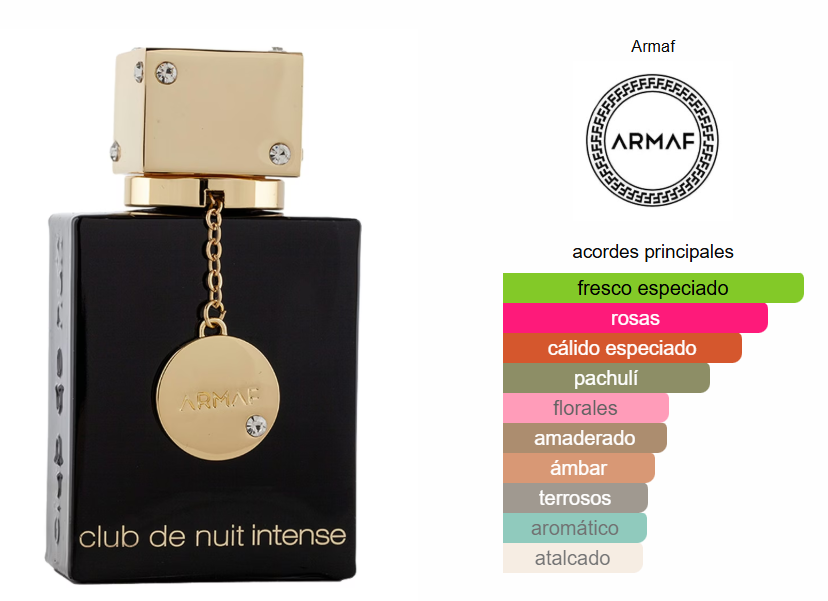 ARMAF
club de nuit intense
Armaf
ARMAF
acordes principales
fresco especiado
rosas
cálido especiado
pachulí
florales
amaderado
ámbar
terrosos
aromático
atalcado